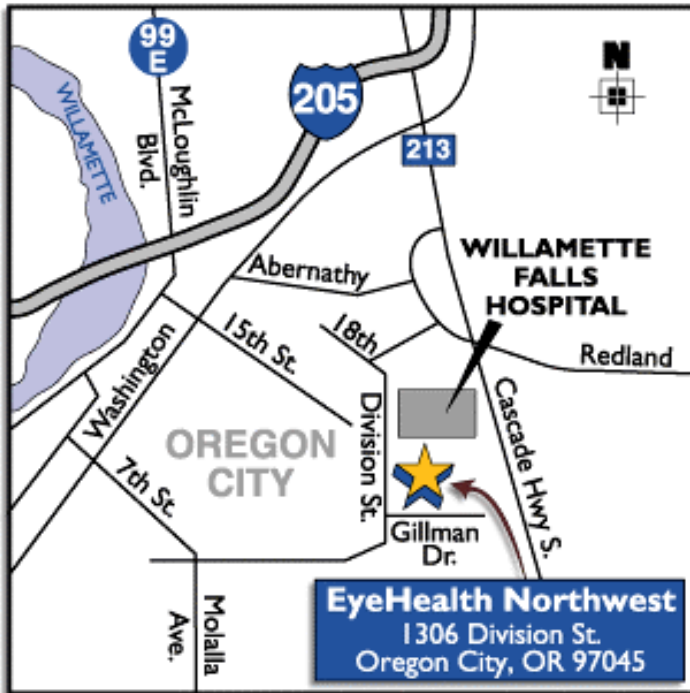 99
E
N
205
WILLAMETTE
McLoughlin
Blvd.
213
WILLAMETTE
FALLS
HOSPITAL
Abernathy
18th
15th St.
Redland
Washington
OREGON
CITY
Division St.
Cascade Hwy S.
7th St.
Gillman
Dr.
Molalla
Ave.
EyeHealth Northwest
1306 Division St.
Oregon City, OR 97045